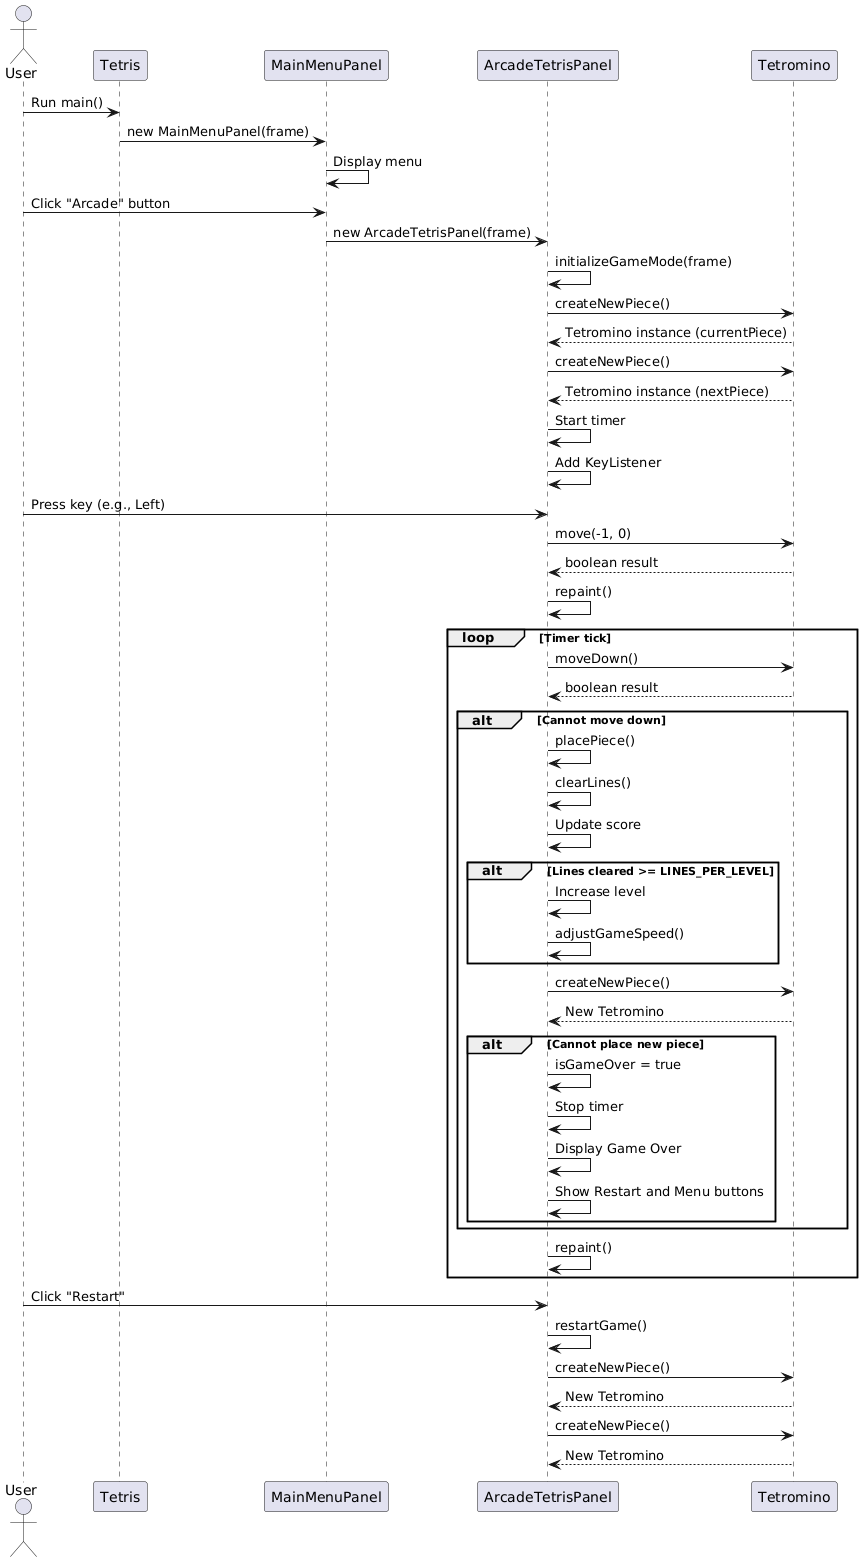 User
Tetris
MainMenuPanel
ArcadeTetrisPanel
Tetromino
Run main()
new MainMenuPanel(frame)
Display menu
Click "Arcade" button
new ArcadeTetrisPanel(frame)
initializeGameMode(frame)
createNewPiece()
Tetromino instance (currentPiece)
createNewPiece()
Tetromino instance (nextPiece)
Start timer
Add KeyListener
Press key (e.g., Left)
move(-1, 0)
boolean result
repaint()
loop [Timer tick]
moveDown()
boolean result
alt [Cannot move down]
placePiece()
clearLines()
Update score
alt [Lines cleared >= LINES_PER_LEVEL]
Increase level
adjustGameSpeed()
createNewPiece()
New Tetromino
alt [Cannot place new piece]
isGameOver = true
Stop timer
Display Game Over
Show Restart and Menu buttons
repaint()
Click "Restart"
restartGame()
createNewPiece()
New Tetromino
createNewPiece()
New Tetromino
User
Tetris
MainMenuPanel
ArcadeTetrisPanel
Tetromino